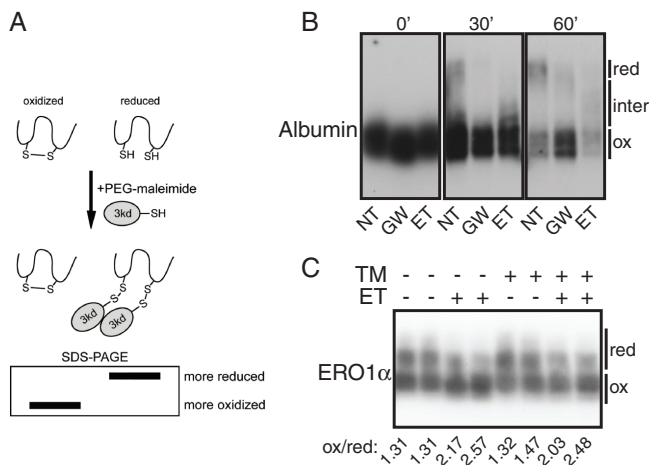 A
oxidized reduced
S S SH SH
+PEG-maleimide
3kd SH
S S S S S S
3kd 3kd
SDS-PAGE
more reduced
more oxidized
B
0' 30' 60'
Albumin
red
inter
ox
NT GW ET NT GW ET NT GW ET
C
TM - - - - + + + +
ET - - + + - - + +
ERO1α
red
ox
ox/red: 1.31 1.31 2.17 2.57 1.32 1.47 2.03 2.48